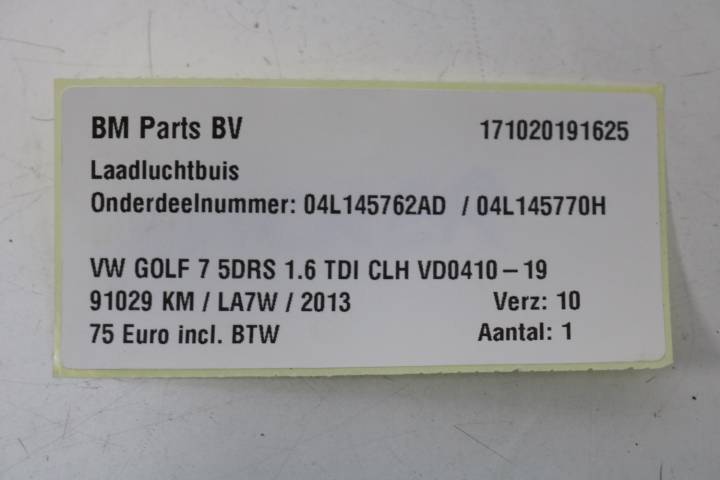 BM Parts BV 171020191625
Laadluchtbuis
Onderdeelnummer: 04L145762AD / 04L145770H
VW GOLF 7 5DRS 1.6 TDI CLH VD0410 – 19
91029 KM / LA7W / 2013 Verz: 10
75 Euro incl. BTW Aantal: 1